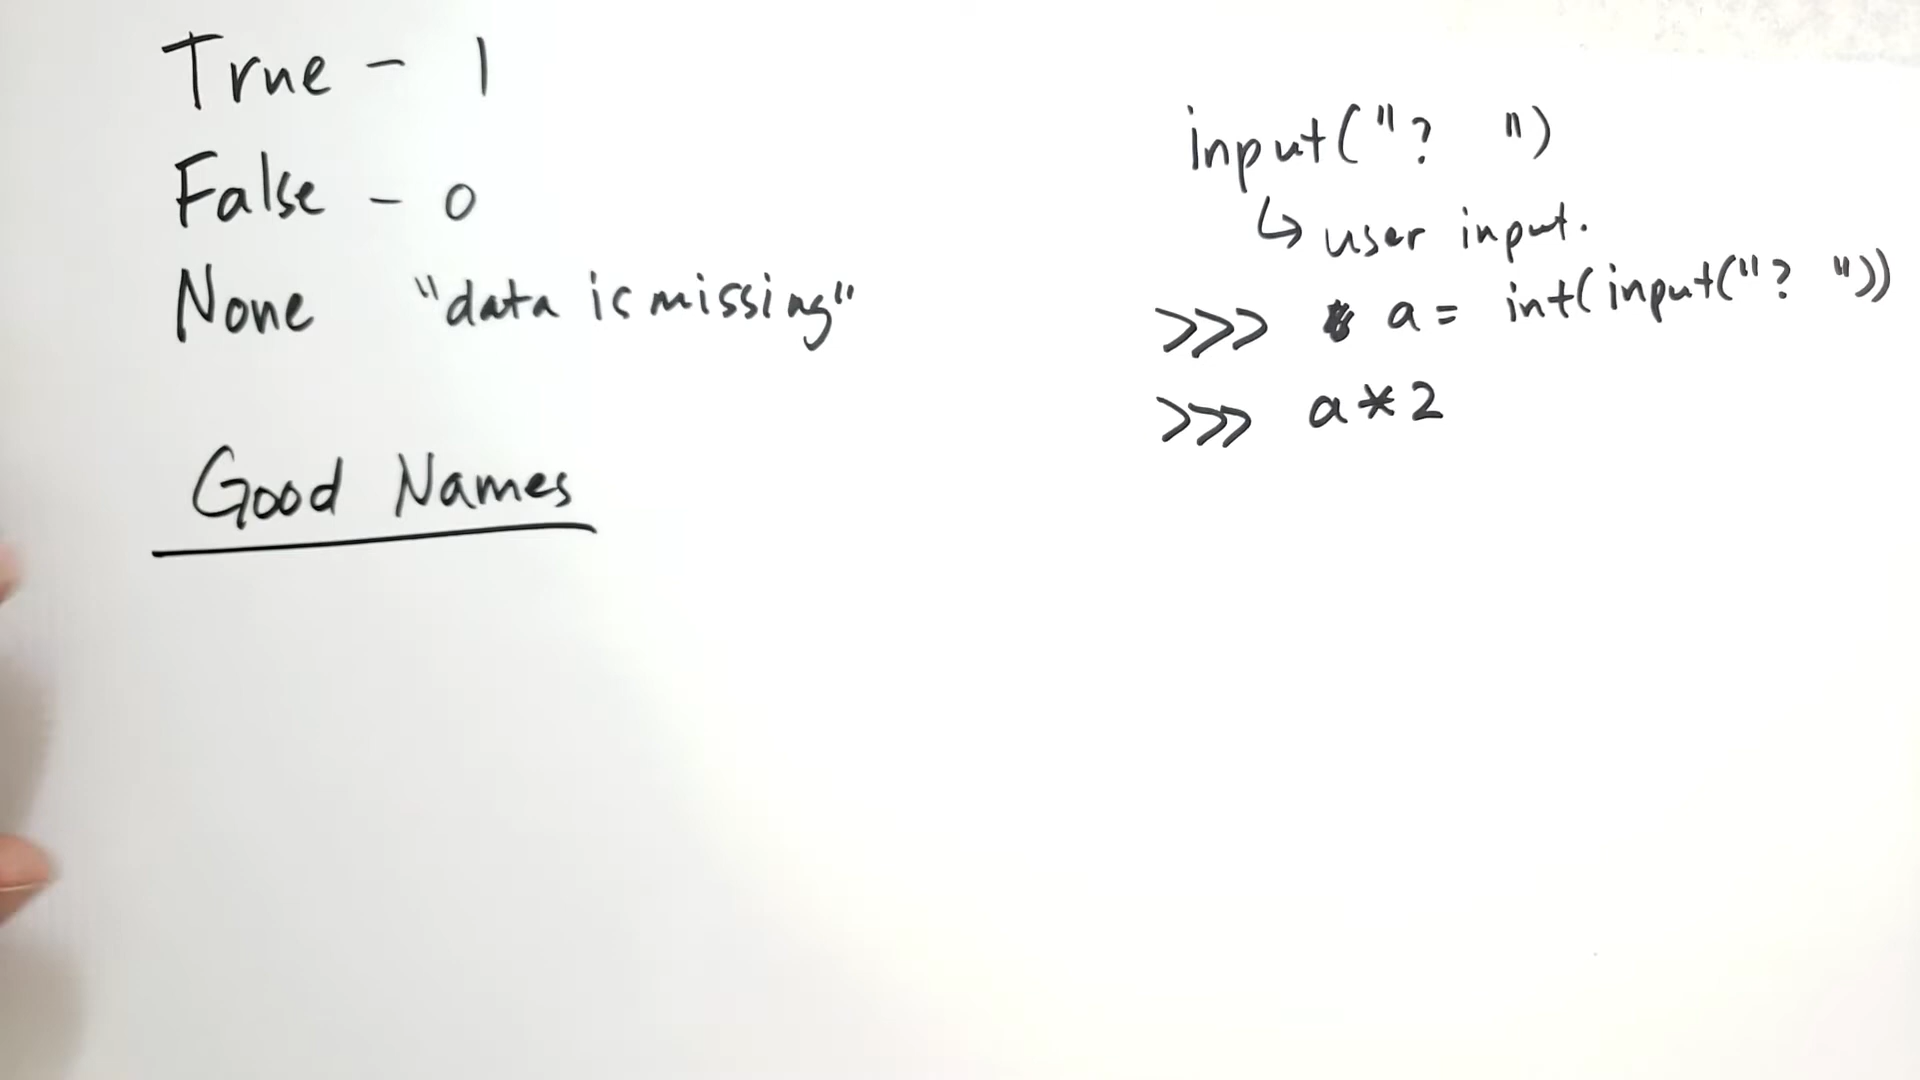 True - 1
False - 0
None "data is missing"
Good Names
input("? ")
↳ user input.
>>> a = int(input("? "))
>>> a * 2